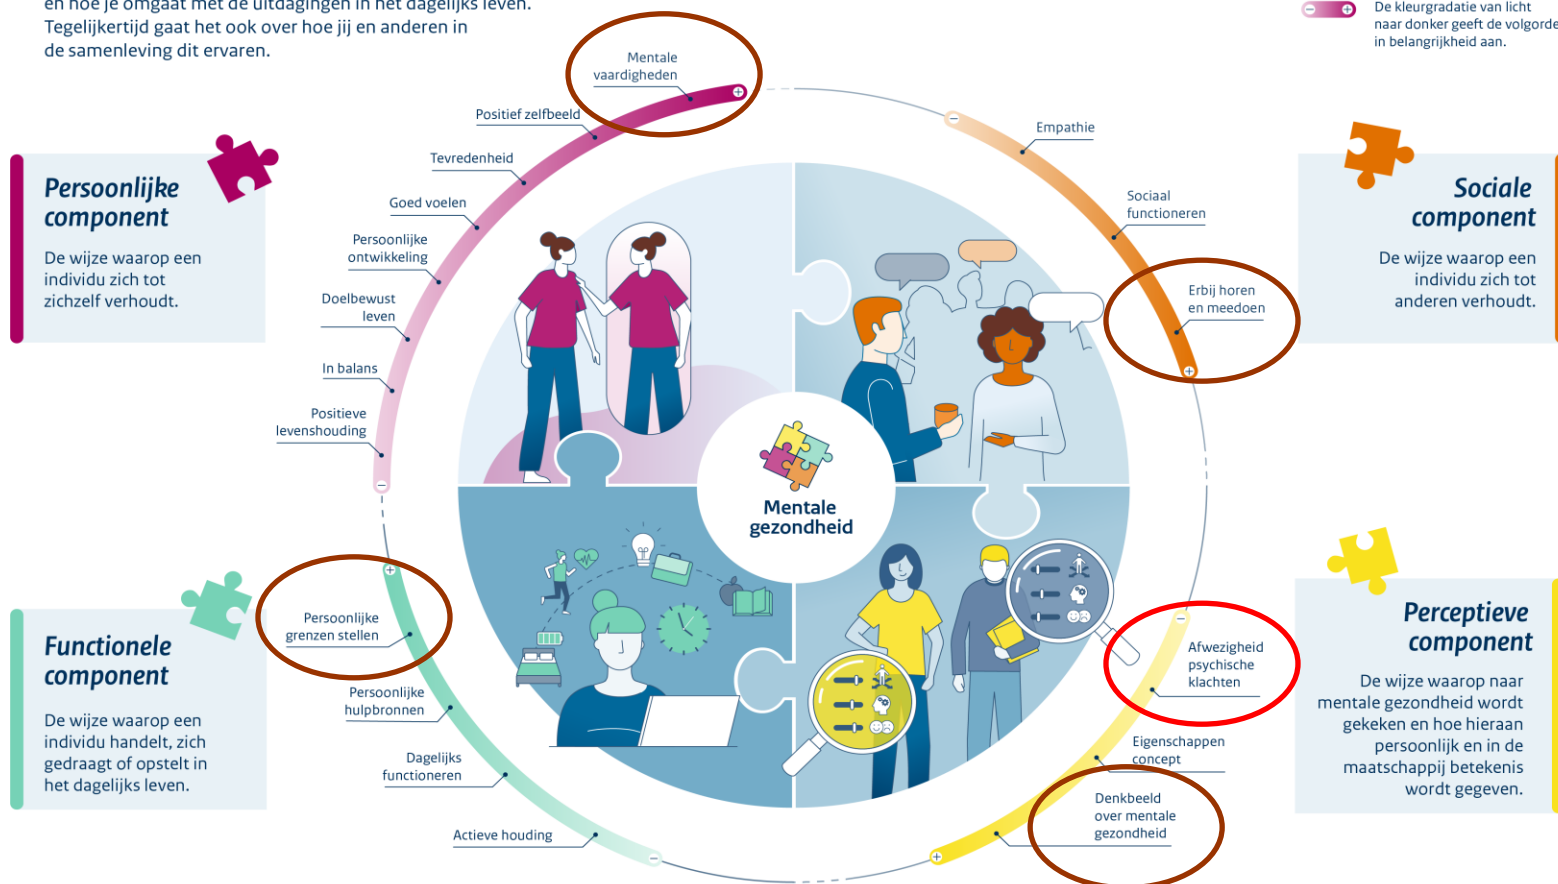 en hoe je omgaat met de uitdagingen in het dagelijks leven.
Tegelijkertijd gaat het ook over hoe jij en anderen in
de samenleving dit ervaren.
De kleurgradatie van licht
naar donker geeft de volgorde
in belangrijkheid aan.
Persoonlijke
component
De wijze waarop een
individu zich tot
zichzelf verhoudt.
Mentale
vaardigheden
Positief zelfbeeld
Tevredenheid
Goed voelen
Persoonlijke
ontwikkeling
Doelbewust
leven
In balans
Positieve
levenshouding
Sociale
component
De wijze waarop een
individu zich tot
anderen verhoudt.
Empathie
Sociaal
functioneren
Erbij horen
en meedoen
Mentale
gezondheid
Functionele
component
De wijze waarop een
individu handelt, zich
gedraagt of opstelt in
het dagelijks leven.
Persoonlijke
grenzen stellen
Persoonlijke
hulpbronnen
Dagelijks
functioneren
Actieve houding
Perceptieve
component
De wijze waarop naar
mentale gezondheid wordt
gekeken en hoe hieraan
persoonlijk en in de
maatschappij betekenis
wordt gegeven.
Afwezigheid
psychische
klachten
Eigenschappen
concept
Denkbeeld
over mentale
gezondheid